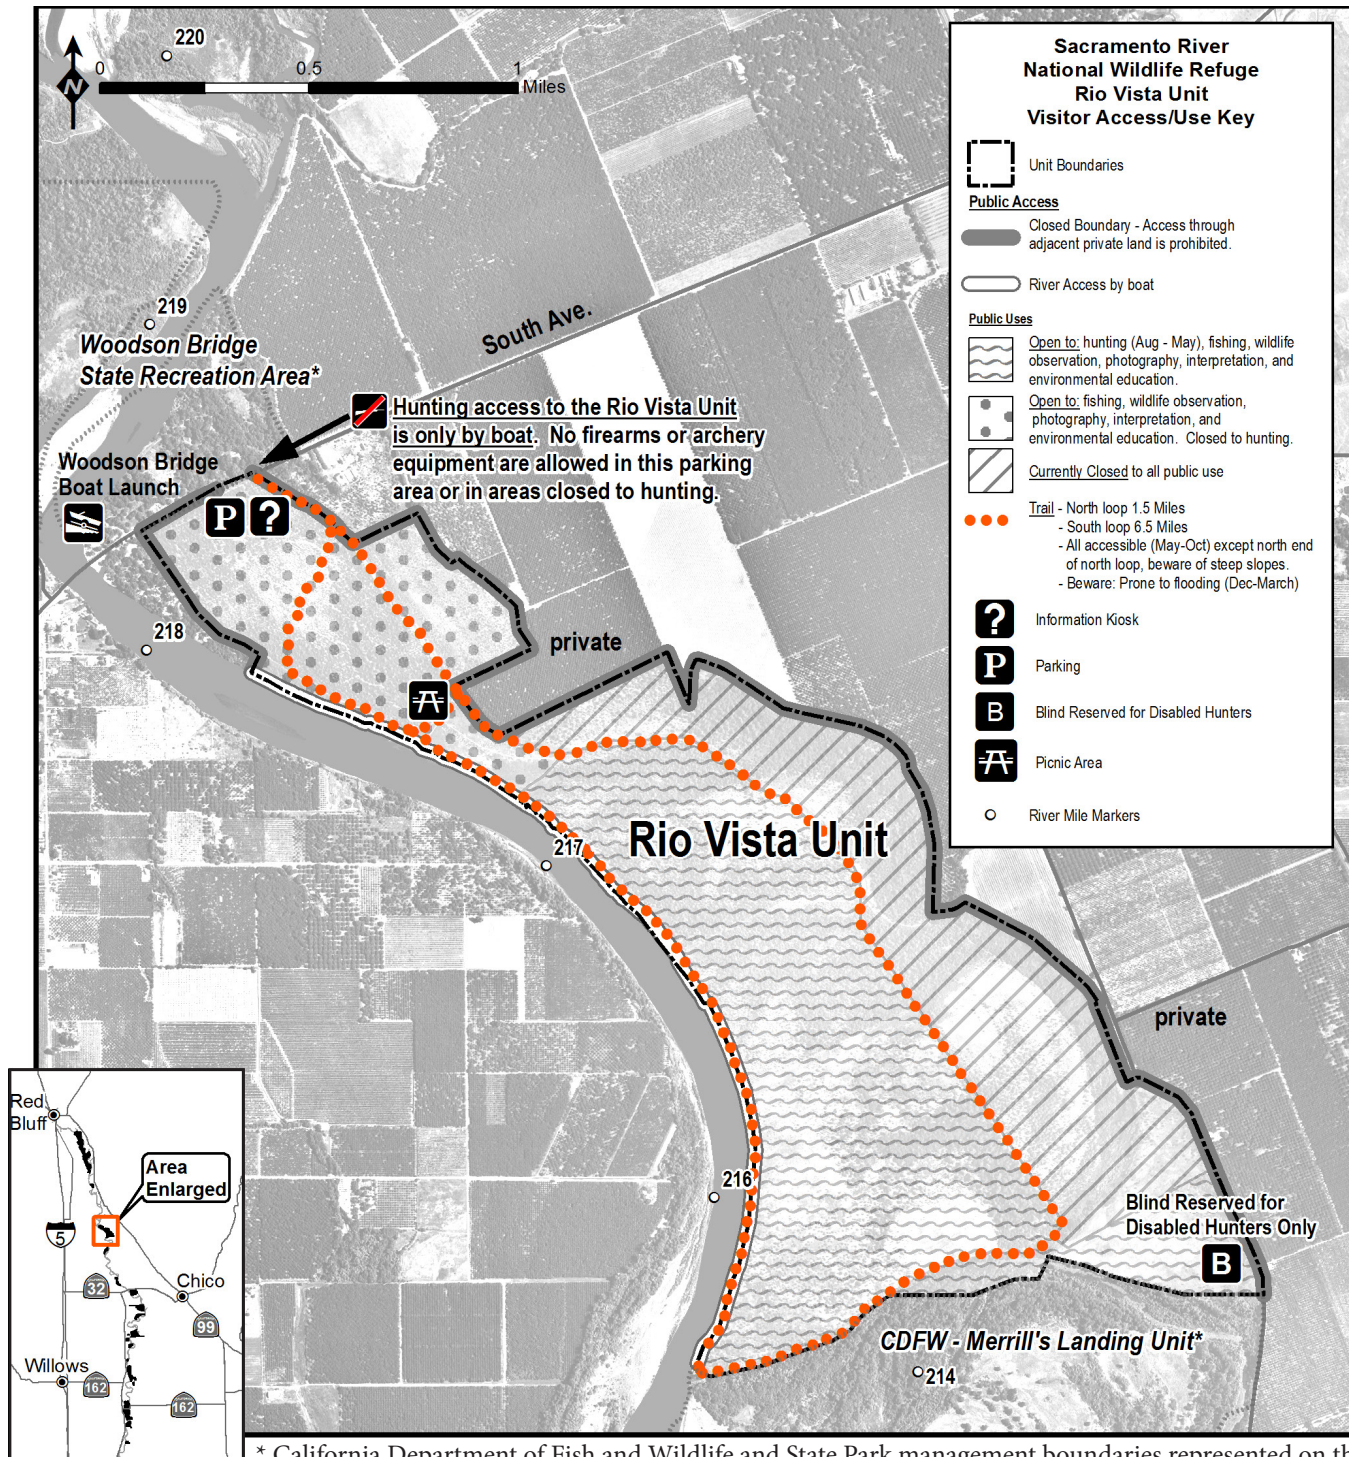 220
0
0.5
1
Miles
N
219
Woodson Bridge
State Recreation Area*
South Ave.
Hunting access to the Rio Vista Unit
is only by boat. No firearms or archery
equipment are allowed in this parking
area or in areas closed to hunting.
Woodson Bridge
Boat Launch
P
?
218
private
217
Rio Vista Unit
private
216
Blind Reserved for
Disabled Hunters Only
B
CDFW - Merrill's Landing Unit*
214
Sacramento River
National Wildlife Refuge
Rio Vista Unit
Visitor Access/Use Key
Unit Boundaries
Public Access
Closed Boundary - Access through
adjacent private land is prohibited.
River Access by boat
Public Uses
Open to: hunting (Aug - May), fishing, wildlife
observation, photography, interpretation, and
environmental education.
Open to: fishing, wildlife observation,
photography, interpretation, and
environmental education. Closed to hunting.
Currently Closed to all public use
Trail - North loop 1.5 Miles
- South loop 6.5 Miles
- All accessible (May-Oct) except north end
of north loop, beware of steep slopes.
- Beware: Prone to flooding (Dec-March)
?
Information Kiosk
P
Parking
B
Blind Reserved for Disabled Hunters
Picnic Area
River Mile Markers
Red
Bluff
Area
Enlarged
5
32
Chico
99
Willows
162
162
* California Department of Fish and Wildlife and State Park management boundaries represented on th